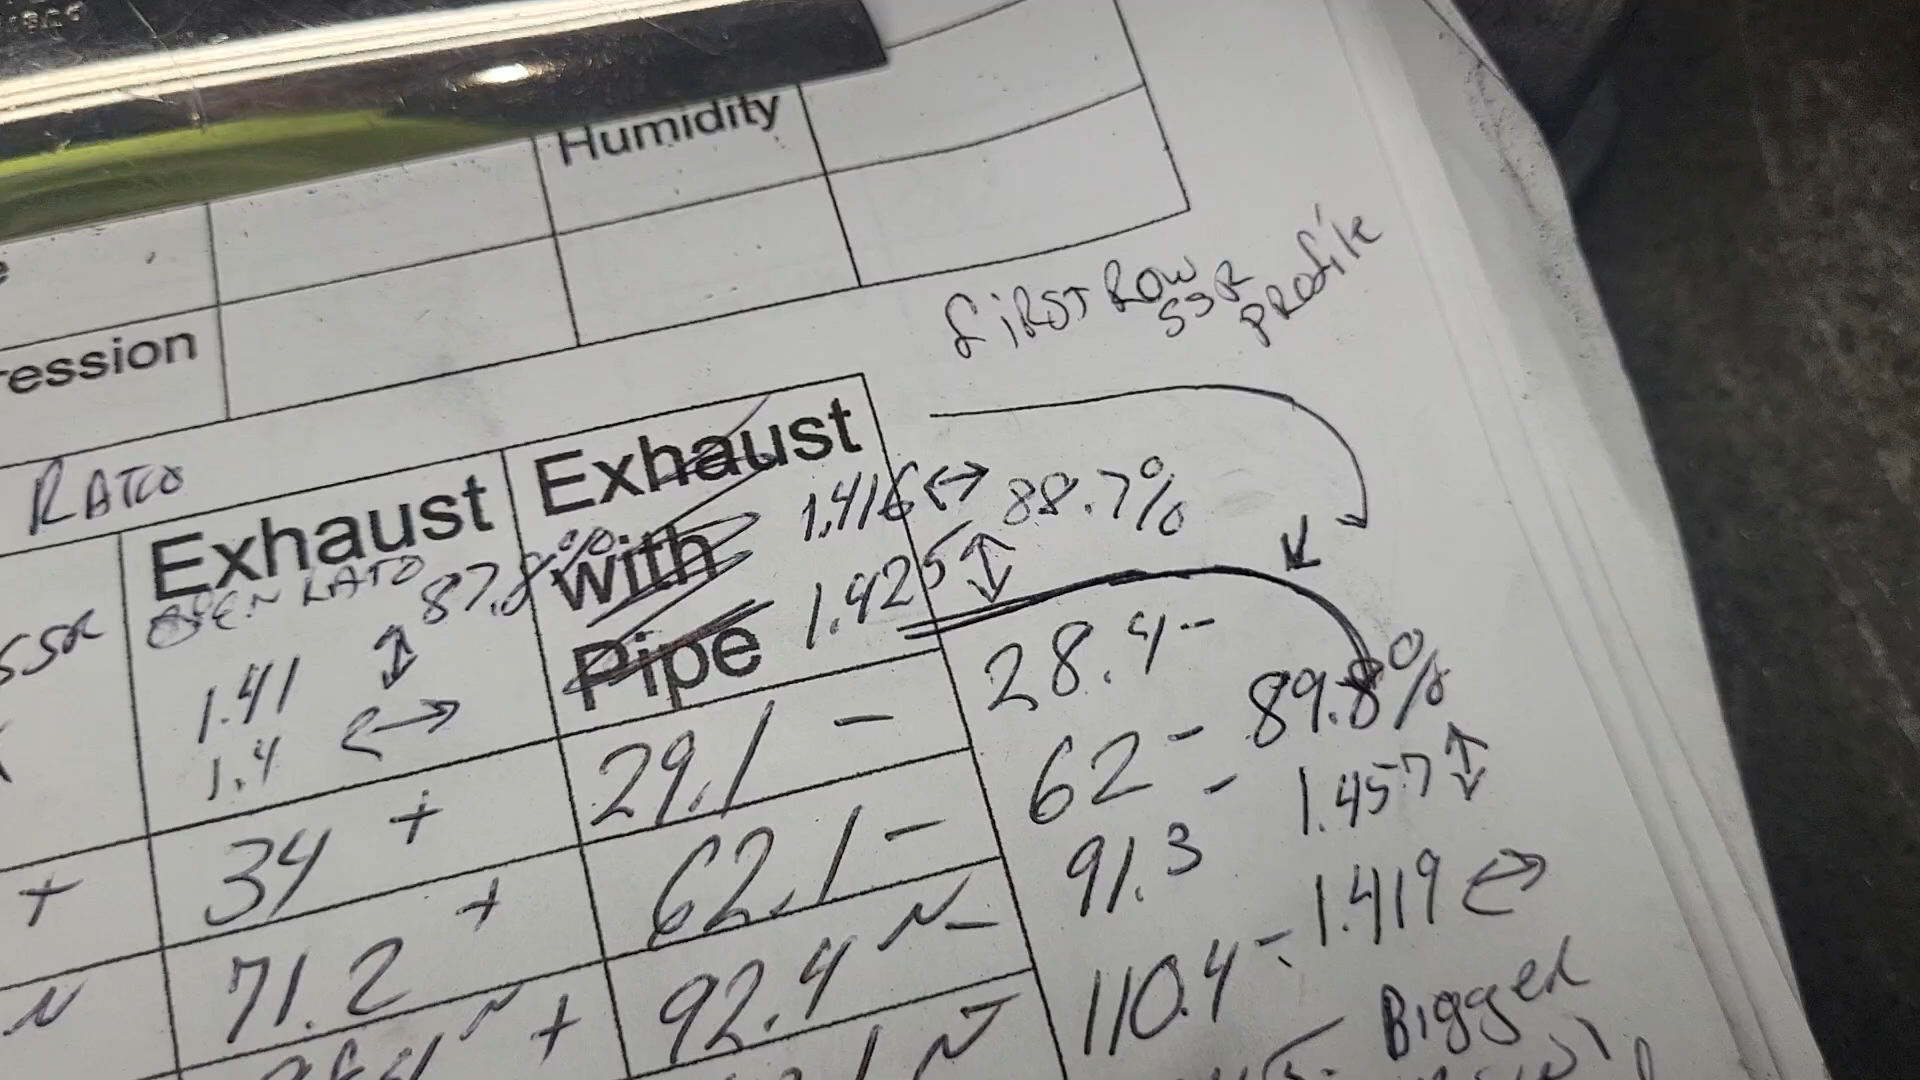 Humidity
ression
FiRST ROW
SSR
PROfile
RATIO
Exhaust
Exhaust
with
Pipe
1.416 ↔ 88.7%
1.425 ↕
SSR
1.41 ↕
1.4 ↔
34 +
29.1 -
28.4 -
71.2 +
62.1 -
62 - 89.8%
92.4 ~ -
91.3 - 1.457 ↕
110.4 - 1.419 ↔
Bigger